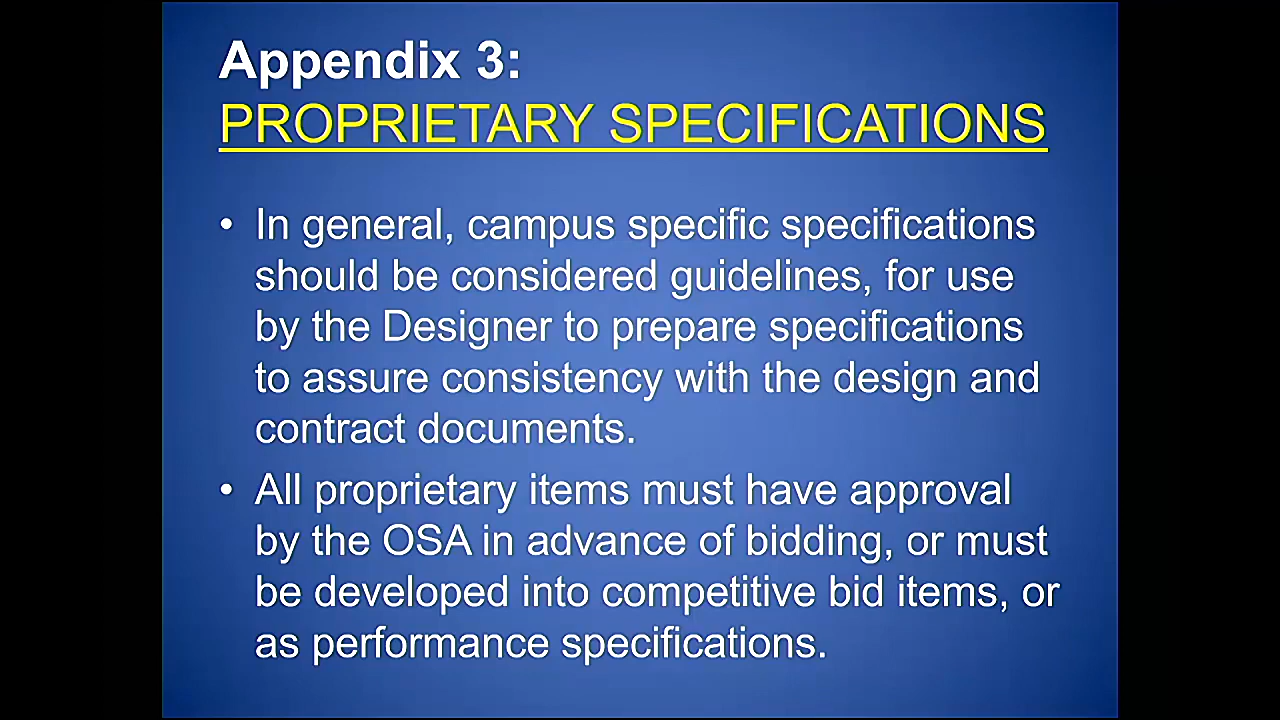 Appendix 3:
PROPRIETARY SPECIFICATIONS
• In general, campus specific specifications
should be considered guidelines, for use
by the Designer to prepare specifications
to assure consistency with the design and
contract documents.
• All proprietary items must have approval
by the OSA in advance of bidding, or must
be developed into competitive bid items, or
as performance specifications.